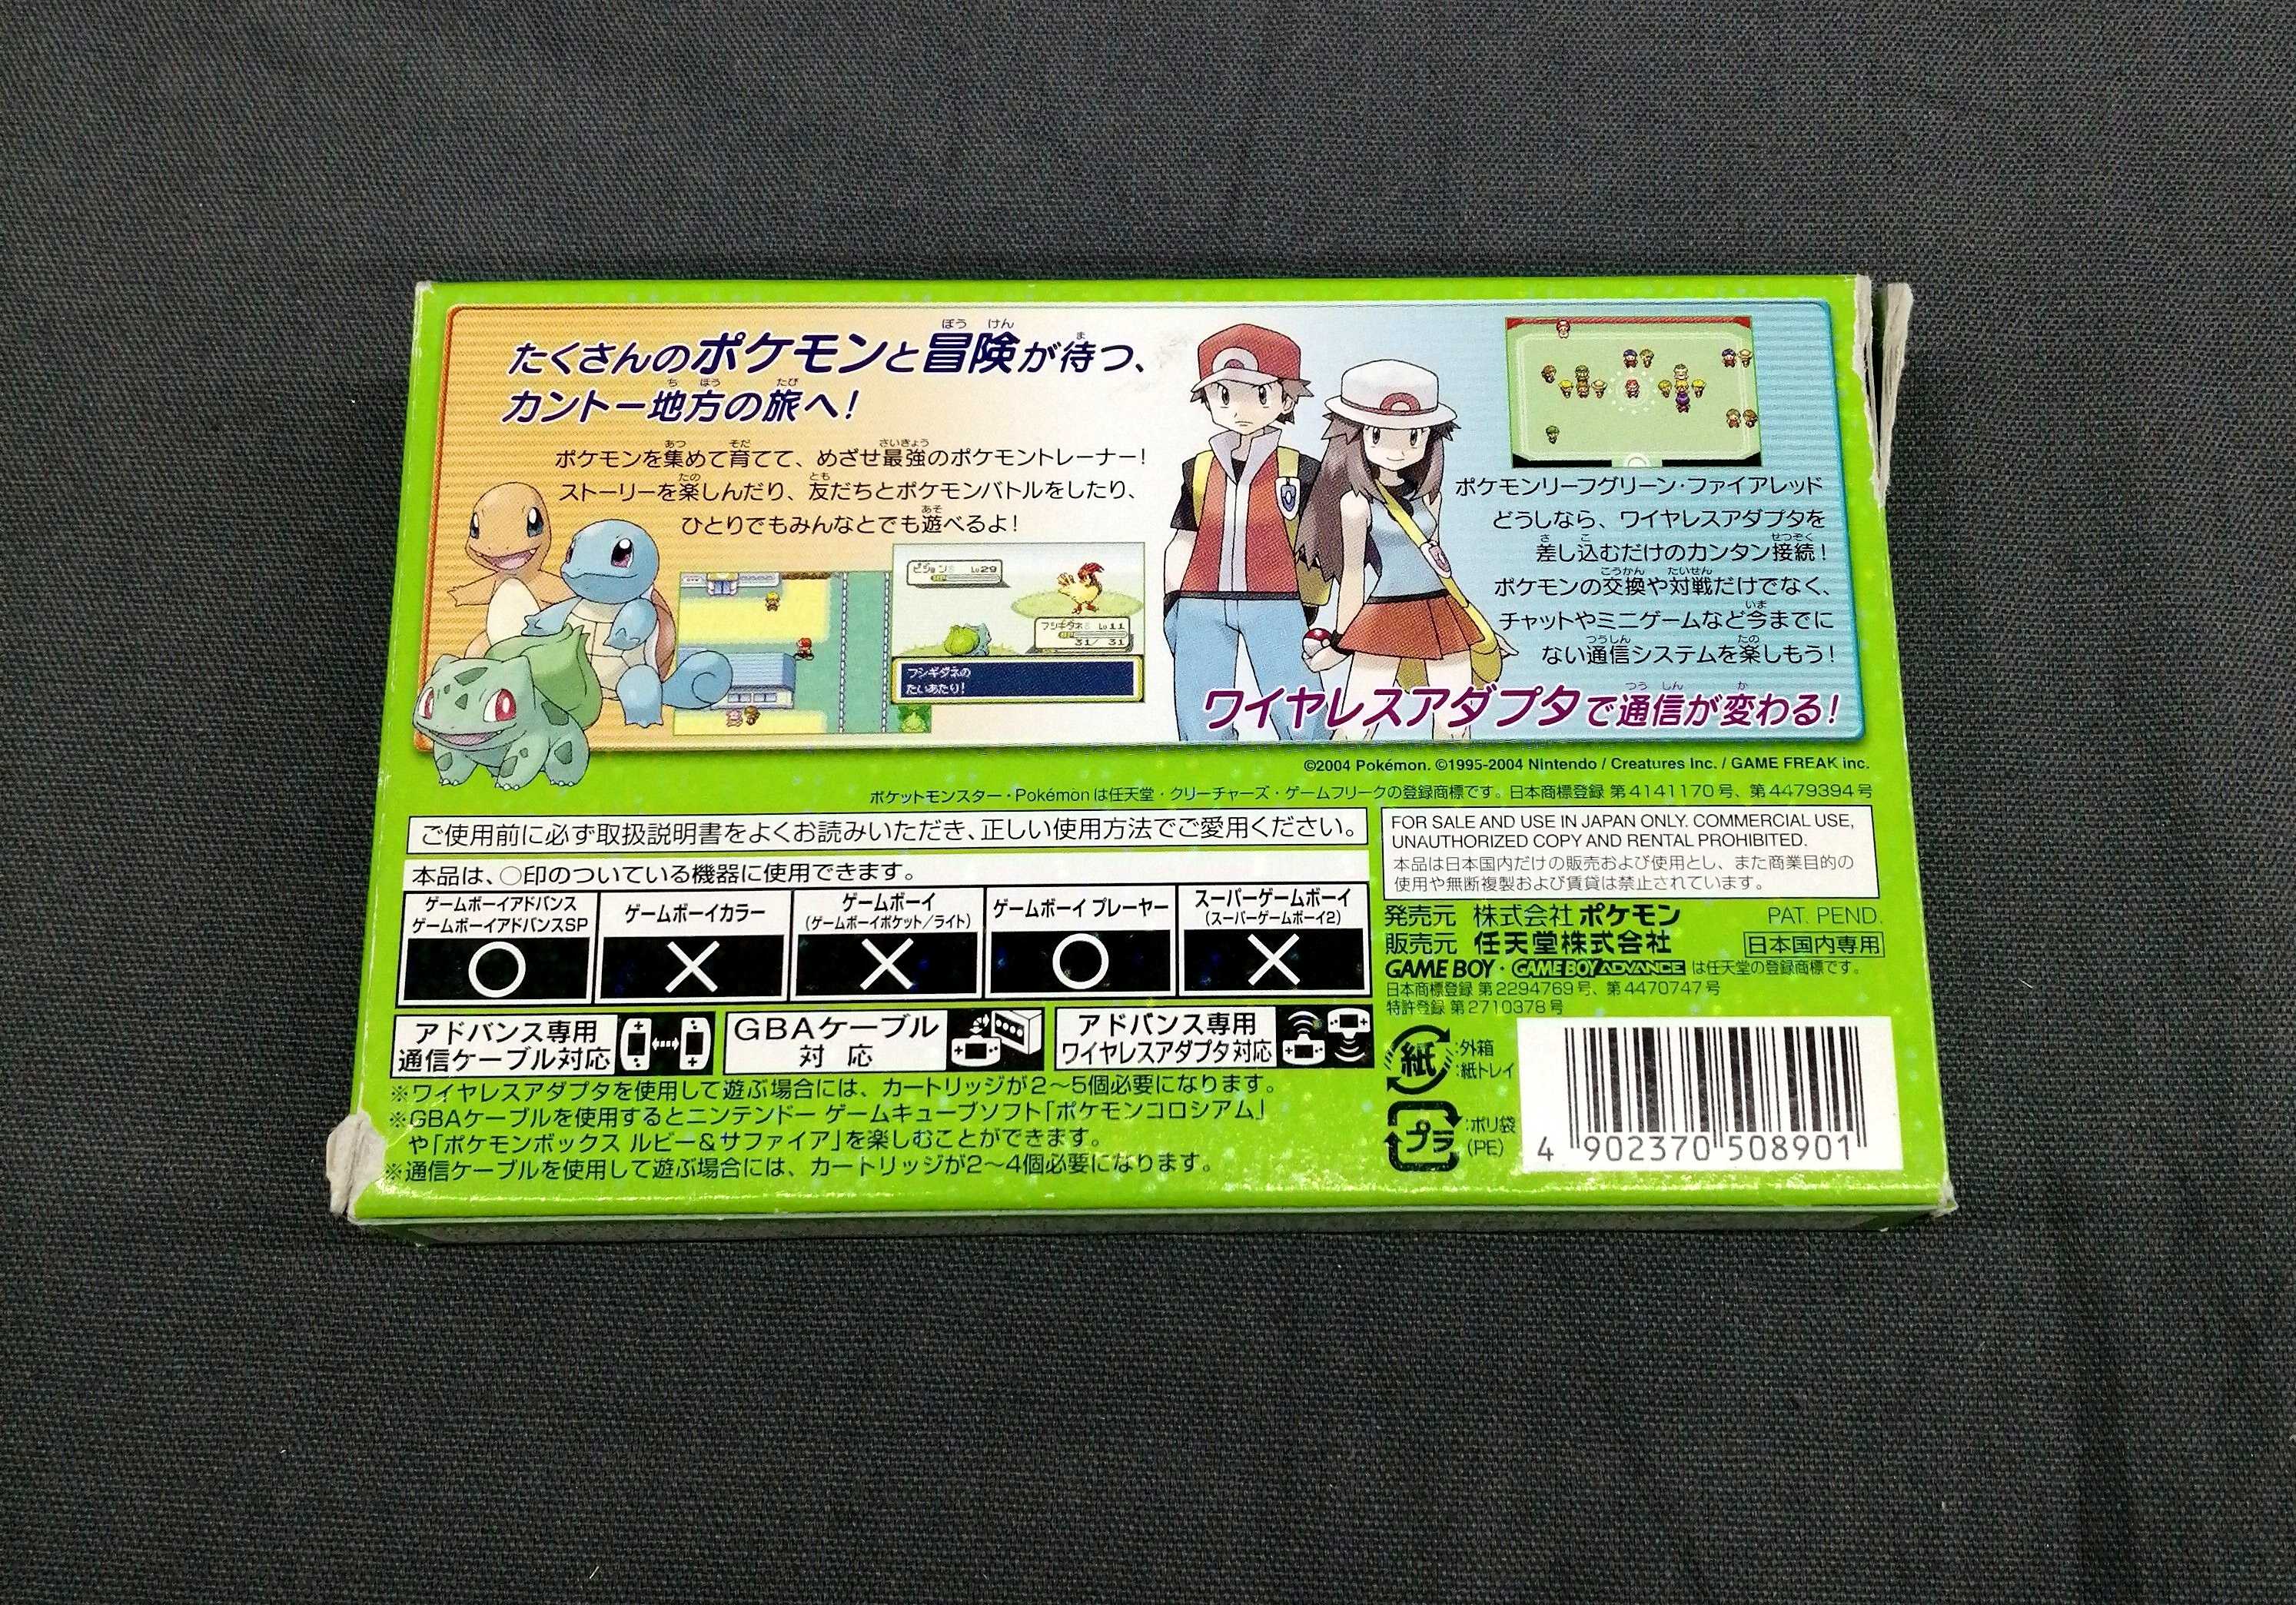 たくさんのポケモンと冒険が待つ、
カントー地方の旅へ!
ポケモンを集めて育てて、めざせ最強のポケモントレーナー!
ストーリーを楽しんだり、友だちとポケモンバトルをしたり、
ひとりでもみんなとでも遊べるよ!
ピジョン Lv29
フシギダネ Lv11
31/ 31
フシギダネの
たいあたり!
ポケモンリーフグリーン・ファイアレッド
どうしなら、ワイヤレスアダプタを
差し込むだけのカンタン接続!
ポケモンの交換や対戦だけでなく、
チャットやミニゲームなど今までに
ない通信システムを楽しもう!
ワイヤレスアダプタで通信が変わる!
©2004 Pokémon. ©1995-2004 Nintendo / Creatures Inc. / GAME FREAK inc.
ポケットモンスター・Pokémonは任天堂・クリーチャーズ・ゲームフリークの登録商標です。日本商標登録 第4141170号、第4479394号
ご使用前に必ず取扱説明書をよくお読みいただき、正しい使用方法でご愛用ください。
本品は、○印のついている機器に使用できます。
ゲームボーイアドバンス
ゲームボーイアドバンスSP
○
ゲームボーイカラー
×
ゲームボーイ
(ゲームボーイポケット/ライト)
×
ゲームボーイ プレーヤー
○
スーパーゲームボーイ
(スーパーゲームボーイ2)
×
アドバンス専用
通信ケーブル対応
GBAケーブル
対 応
アドバンス専用
ワイヤレスアダプタ対応
※ワイヤレスアダプタを使用して遊ぶ場合には、カートリッジが2~5個必要になります。
※GBAケーブルを使用するとニンテンドー ゲームキューブソフト「ポケモンコロシアム」
や「ポケモンボックス ルビー&サファイア」を楽しむことができます。
※通信ケーブルを使用して遊ぶ場合には、カートリッジが2~4個必要になります。
FOR SALE AND USE IN JAPAN ONLY. COMMERCIAL USE,
UNAUTHORIZED COPY AND RENTAL PROHIBITED.
本品は日本国内だけの販売および使用とし、また商業目的の
使用や無断複製および賃貸は禁止されています。
発売元 株式会社 ポケモン PAT. PEND.
販売元 任天堂株式会社 日本国内専用
GAME BOY・GAME BOY ADVANCE は任天堂の登録商標です。
日本商標登録 第2294769号、第4470747号
特許登録 第2710378号
紙 :外箱
:紙トレイ
プラ :ポリ袋
(PE)
4 902370 508901